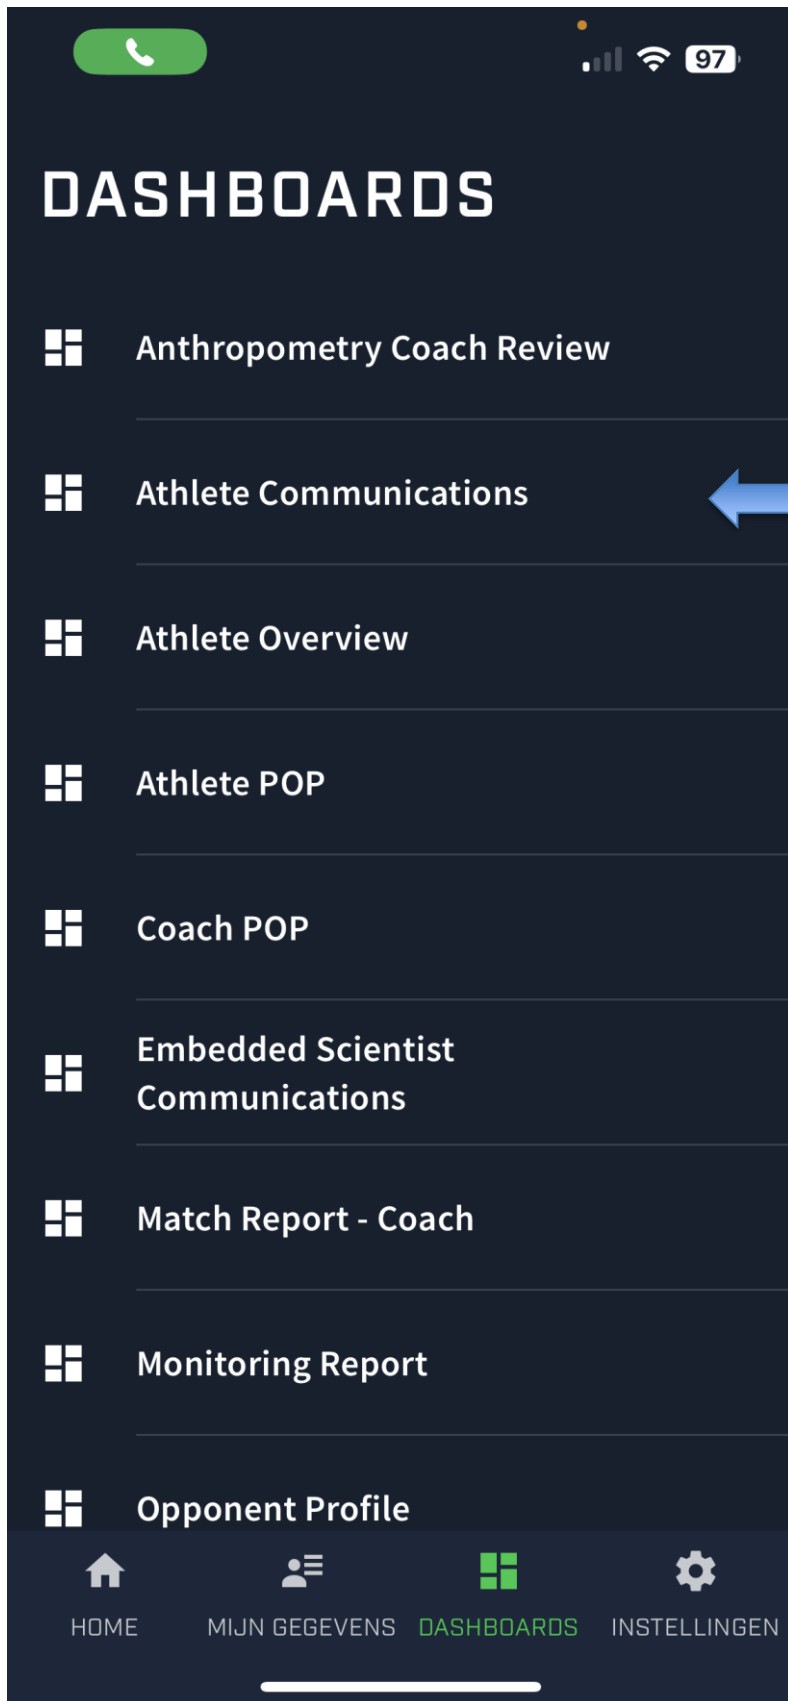 97
DASHBOARDS
Anthropometry Coach Review
Athlete Communications
Athlete Overview
Athlete POP
Coach POP
Embedded Scientist
Communications
Match Report - Coach
Monitoring Report
Opponent Profile
HOME MIJN GEGEVENS DASHBOARDS INSTELLINGEN